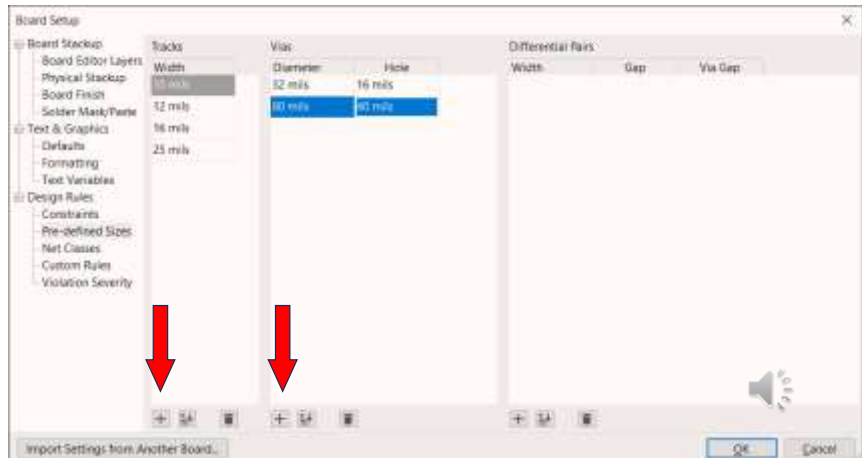 Board Setup
Board Stackup
Board Editor Layers
Physical Stackup
Board Finish
Solder Mask/Paste
Text & Graphics
Defaults
Formatting
Text Variables
Design Rules
Constraints
Pre-defined Sizes
Net Classes
Custom Rules
Violation Severity
Tracks
Width
mils
12 mils
16 mils
25 mils
Vias
Diameter Hole
32 mils 16 mils
80 mils 40 mils
Differential Pairs
Width Gap Via Gap
Import Settings from Another Board...
OK Cancel